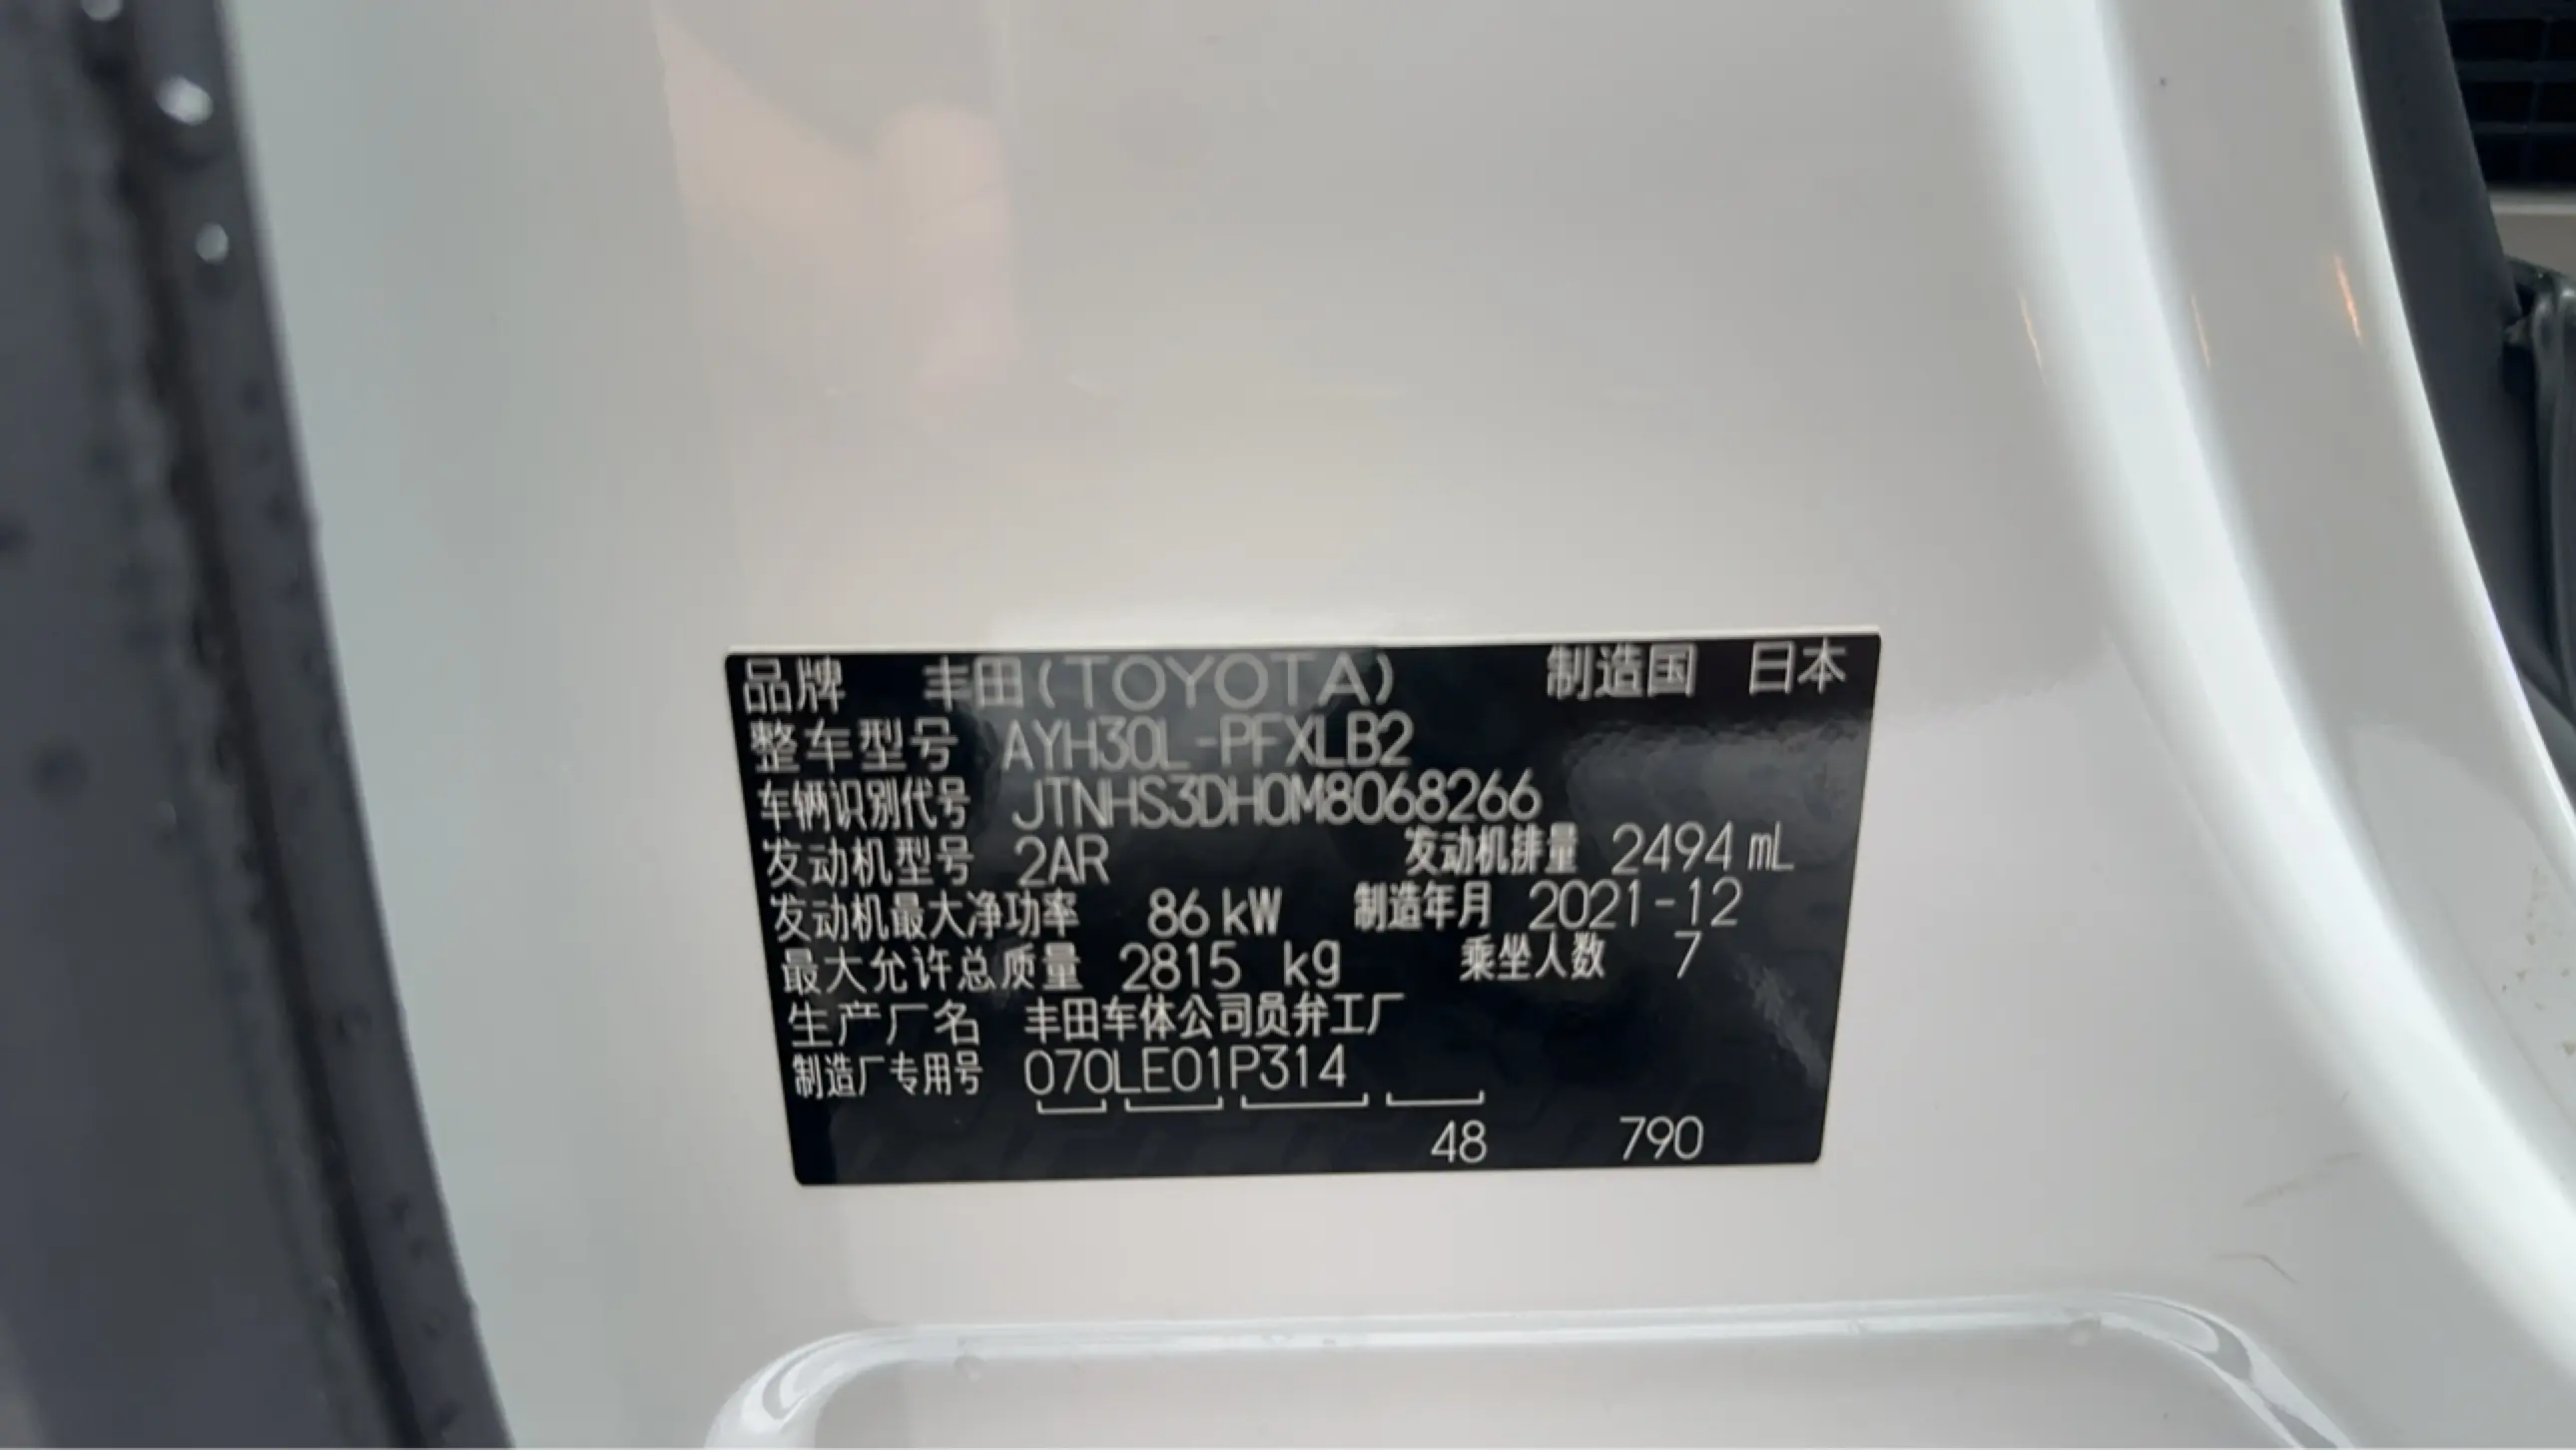 品牌 丰田(TOYOTA) 制造国 日本
整车型号 AYH30L-PFXLB2
车辆识别代号 JTNHS3DH0M8068266
发动机型号 2AR 发动机排量 2494 mL
发动机最大净功率 86 kW 制造年月 2021-12
最大允许总质量 2815 kg 乘坐人数 7
生产厂名 丰田车体公司员弁工厂
制造厂专用号 070LE01P314
48 790